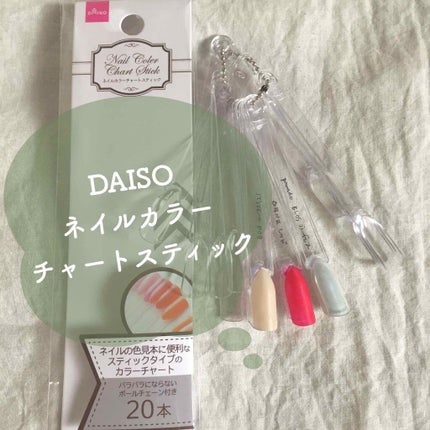 DAISO
Nail Color
Chart Stick
ネイルカラーチャートスティック
DAISO
ネイルカラー
チャートスティック
ネイルの色見本に便利な
スティックタイプの
カラーチャート
バラバラにならない
ボールチェーン付き
20本